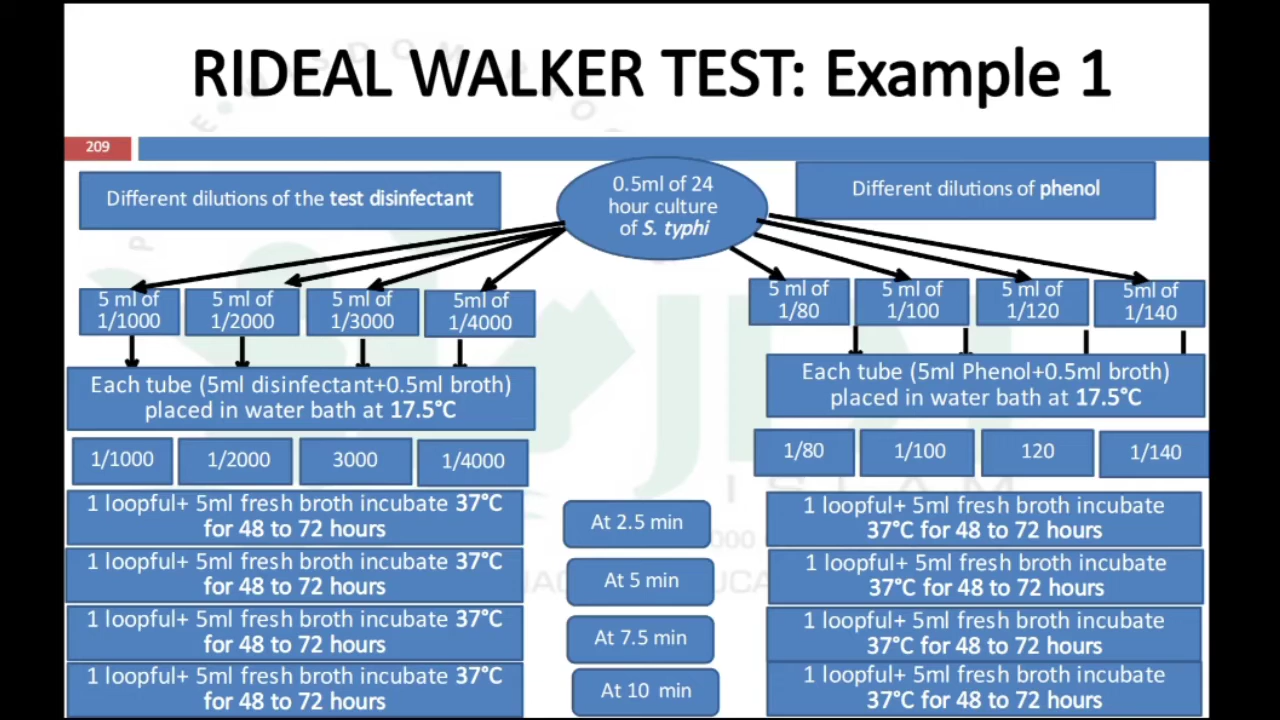 RIDEAL WALKER TEST: Example 1
209
Different dilutions of the test disinfectant
0.5ml of 24
hour culture
of S. typhi
Different dilutions of phenol
5 ml of
1/1000
5 ml of
1/2000
5 ml of
1/3000
5ml of
1/4000
5 ml of
1/80
5 ml of
1/100
5 ml of
1/120
5ml of
1/140
Each tube (5ml disinfectant+0.5ml broth)
placed in water bath at 17.5°C
Each tube (5ml Phenol+0.5ml broth)
placed in water bath at 17.5°C
1/1000
1/2000
3000
1/4000
1/80
1/100
120
1/140
1 loopful+ 5ml fresh broth incubate 37°C
for 48 to 72 hours
At 2.5 min
1 loopful+ 5ml fresh broth incubate
37°C for 48 to 72 hours
1 loopful+ 5ml fresh broth incubate 37°C
for 48 to 72 hours
At 5 min
1 loopful+ 5ml fresh broth incubate
37°C for 48 to 72 hours
1 loopful+ 5ml fresh broth incubate 37°C
for 48 to 72 hours
At 7.5 min
1 loopful+ 5ml fresh broth incubate
37°C for 48 to 72 hours
1 loopful+ 5ml fresh broth incubate 37°C
for 48 to 72 hours
At 10 min
1 loopful+ 5ml fresh broth incubate
37°C for 48 to 72 hours